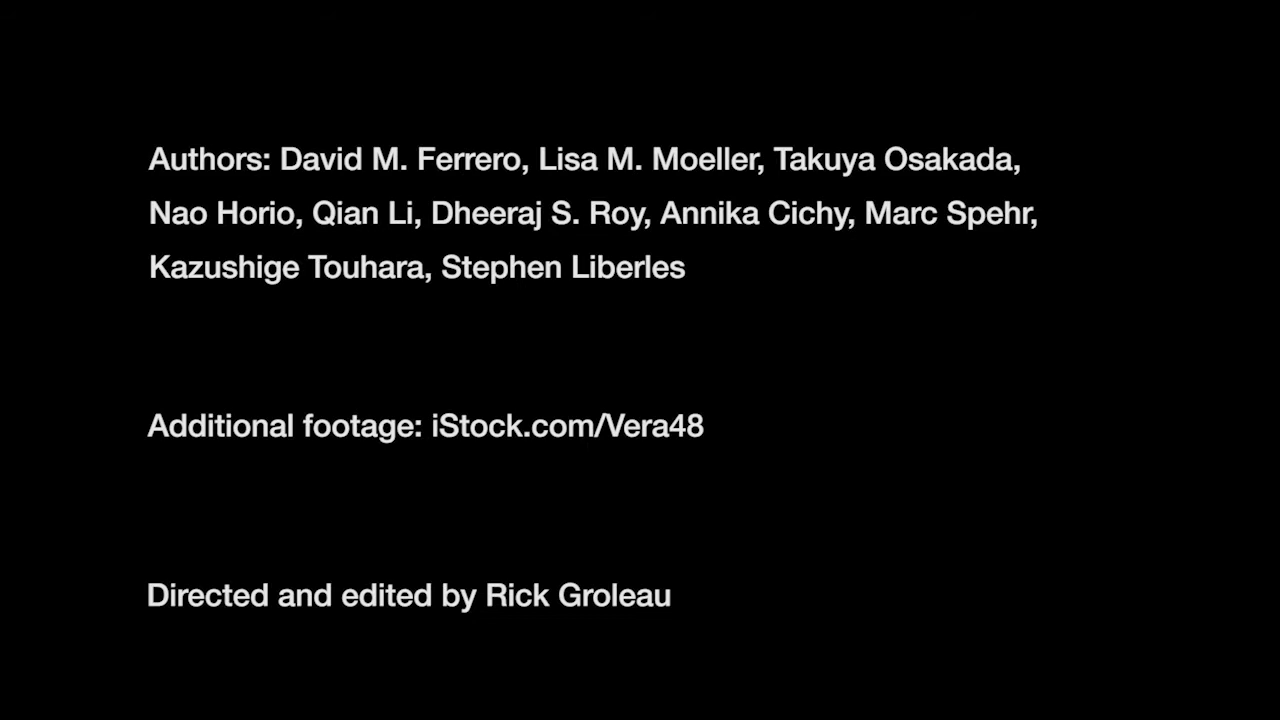 Authors: David M. Ferrero, Lisa M. Moeller, Takuya Osakada,
Nao Horio, Qian Li, Dheeraj S. Roy, Annika Cichy, Marc Spehr,
Kazushige Touhara, Stephen Liberles
Additional footage: iStock.com/Vera48
Directed and edited by Rick Groleau